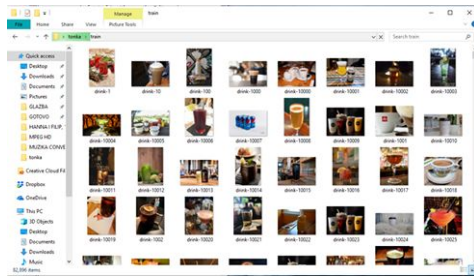 Manage
train
File
Home
Share
View
Picture Tools
tonka
train
Search train
Quick access
Desktop
Downloads
Documents
Pictures
GLAZBA
GOTOVO
HANNA I FILIP,
MPEG HD
MUZIKA CONVE
tonka
Creative Cloud Fil
Dropbox
OneDrive
This PC
3D Objects
Desktop
Documents
Downloads
Music
drink-1
drink-10
drink-100
drink-1000
drink-10000
drink-10001
drink-10002
drink-10003
drink-10004
drink-10005
drink-10006
drink-10007
drink-10008
drink-10009
drink-1001
drink-10010
drink-10011
drink-10012
drink-10013
drink-10014
drink-10015
drink-10016
drink-10017
drink-10018
drink-10019
drink-1002
drink-10020
drink-10021
drink-10022
drink-10023
drink-10024
drink-10025